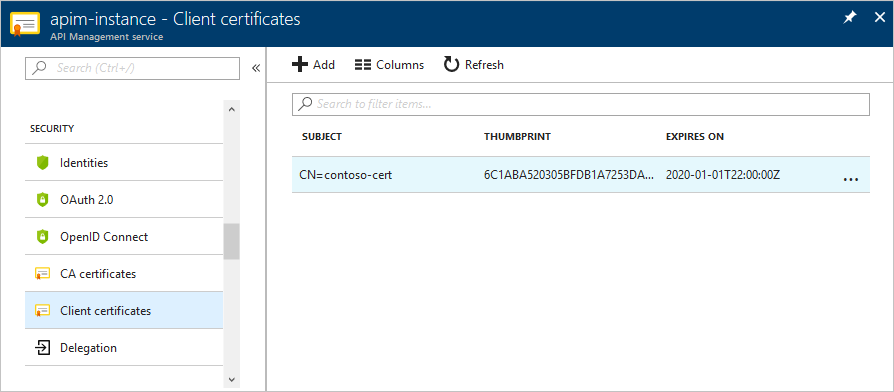 apim-instance - Client certificates
API Management service
Search (Ctrl+/)
SECURITY
Identities
OAuth 2.0
OpenID Connect
CA certificates
Client certificates
Delegation
Add Columns Refresh
Search to filter items...
SUBJECT THUMBPRINT EXPIRES ON
CN=contoso-cert 6C1ABA520305BFDB1A7253DA... 2020-01-01T22:00:00Z